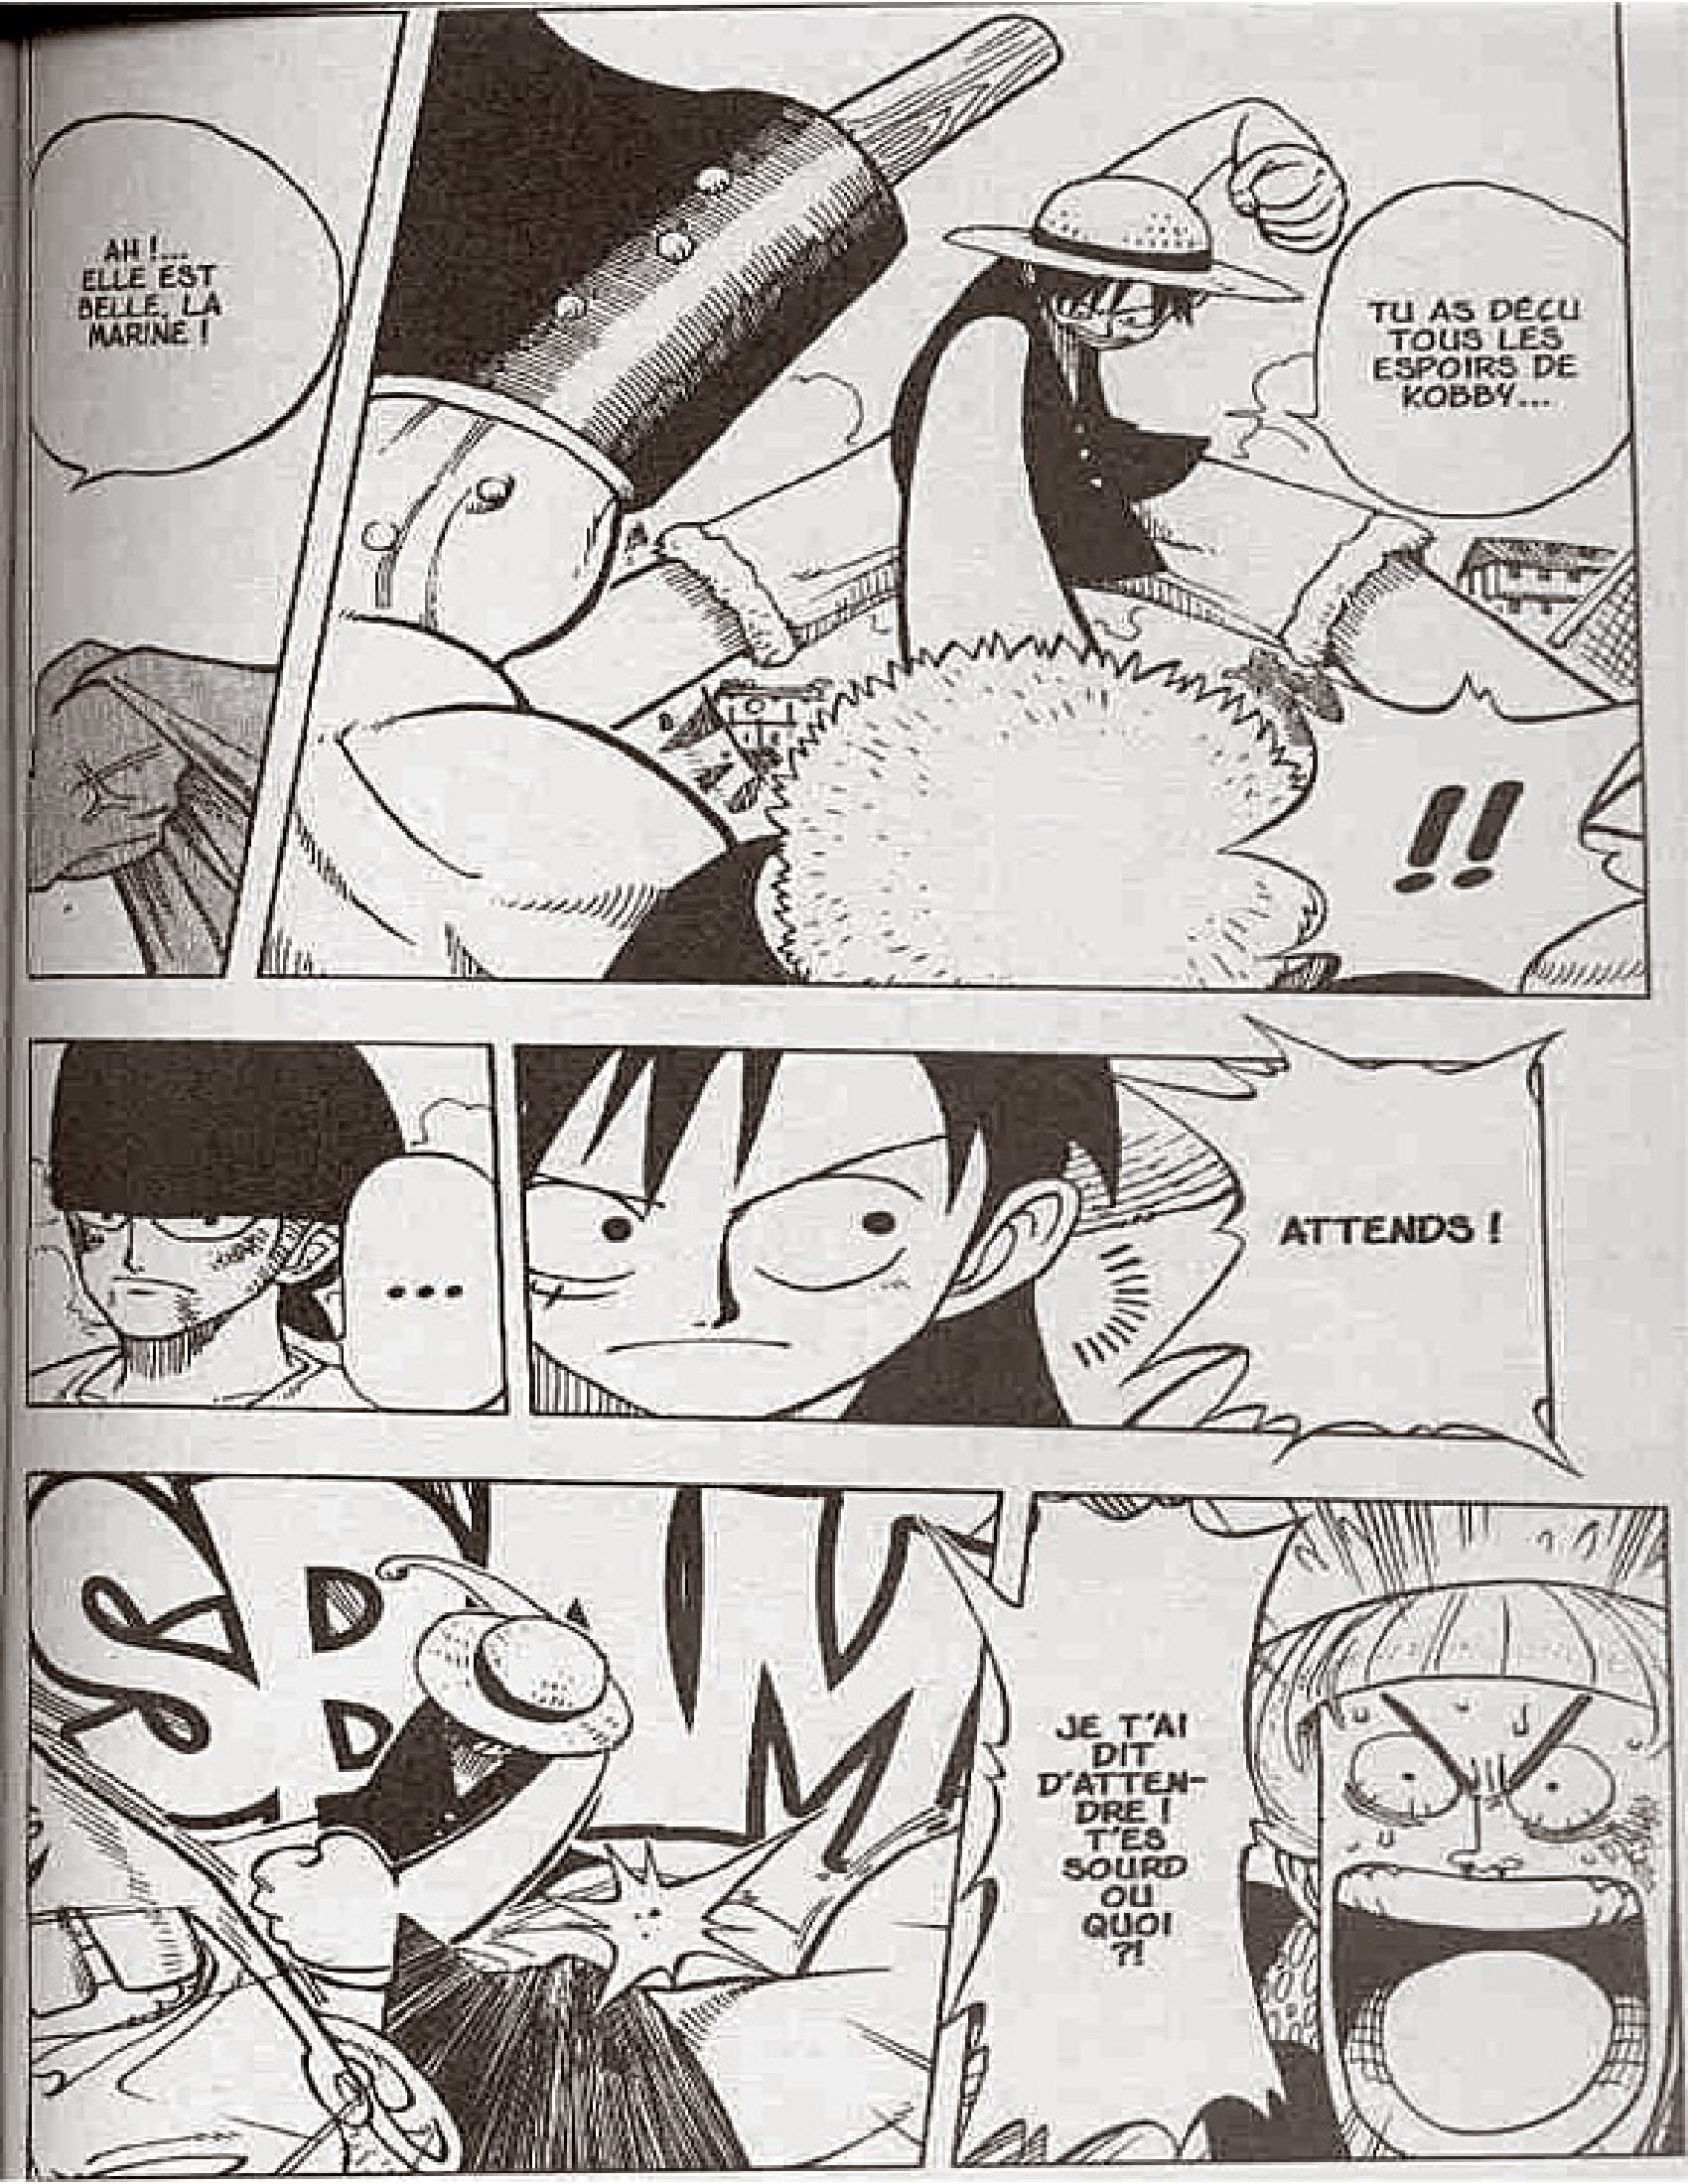 TU AS DÉÇU
TOUS LES
ESPOIRS DE
KOBBY...
!!
AH !...
ELLE EST
BELLE, LA
MARINE !
ATTENDS !
...
JE T'AI
DIT
D'ATTEN-
DRE !
T'ES
SOURD
OU
QUOI
?!
SBIM